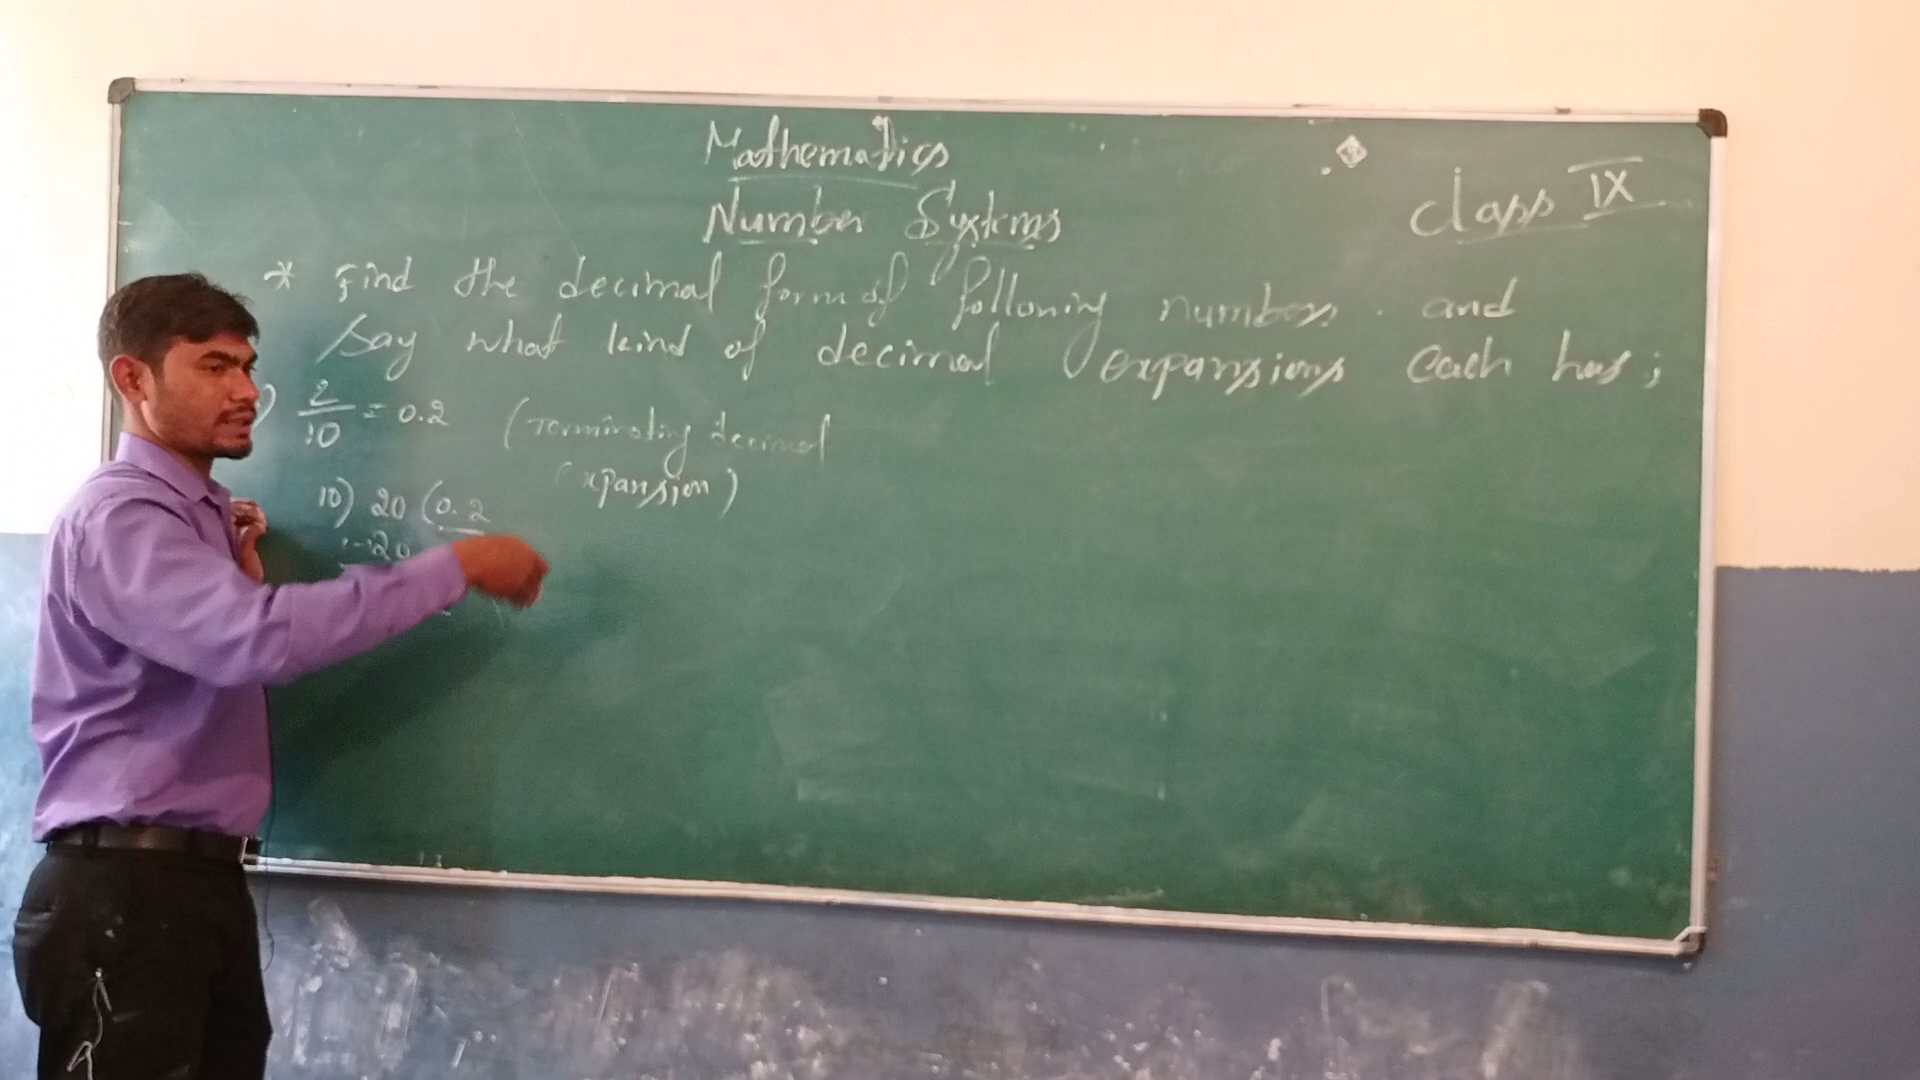 Mathematics
Number Systems
class IX
* Find the decimal form of following numbers. and
say what kind of decimal expansions each has;
) 2/10 = 0.2 (Terminating decimal
expansion)
10) 20 (0.2
-20